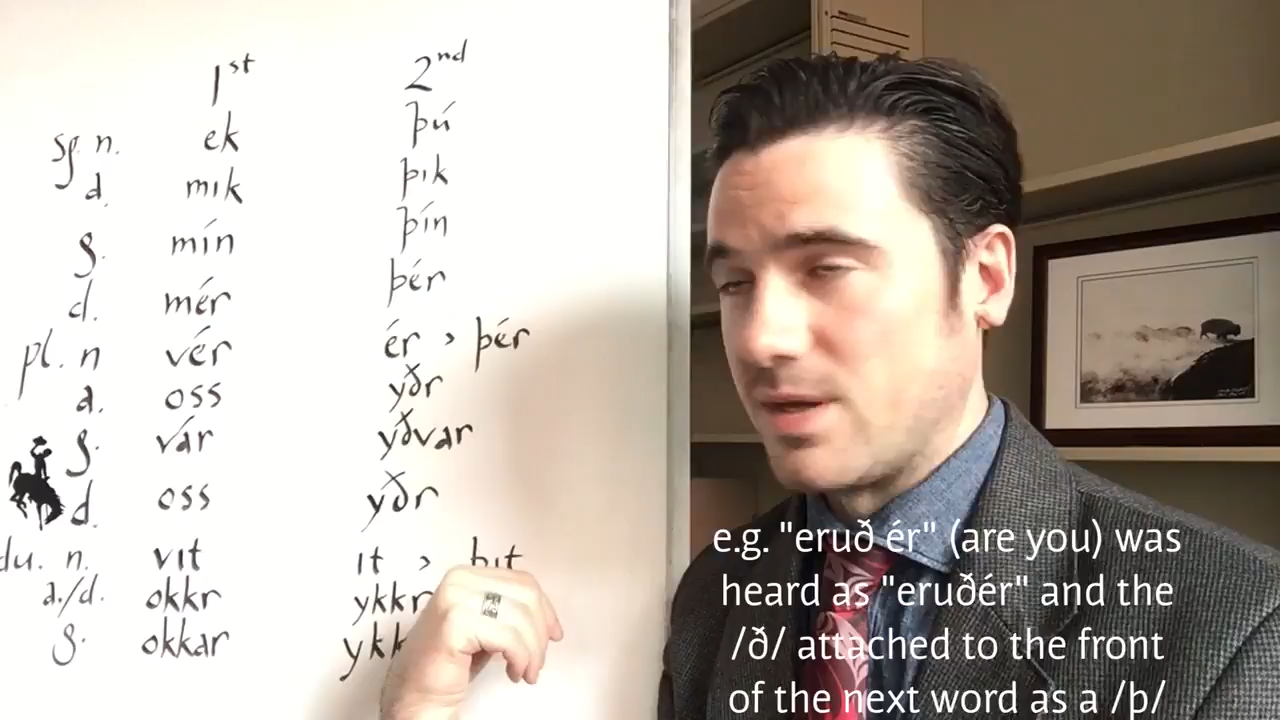 1st 2nd
sg. n. ek þú
a. mik þik
g. mín þín
d. mér þér
pl. n vér ér > þér
a. oss yðr
g. vár yðvar
d. oss yðr
du. n. vit it > þit
a./d. okkr ykkr
g. okkar ykk
e.g. "eruð ér" (are you) was
heard as "eruðér" and the
/ð/ attached to the front
of the next word as a /þ/